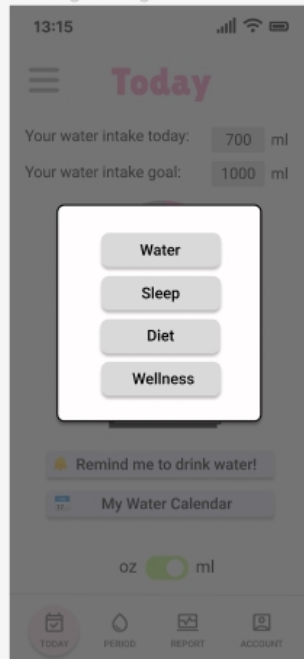 13:15
Today
Your water intake today: 700 ml
Your water intake goal: 1000 ml
Water
Sleep
Diet
Wellness
Remind me to drink water!
My Water Calendar
oz ml
TODAY PERIOD REPORT ACCOUNT